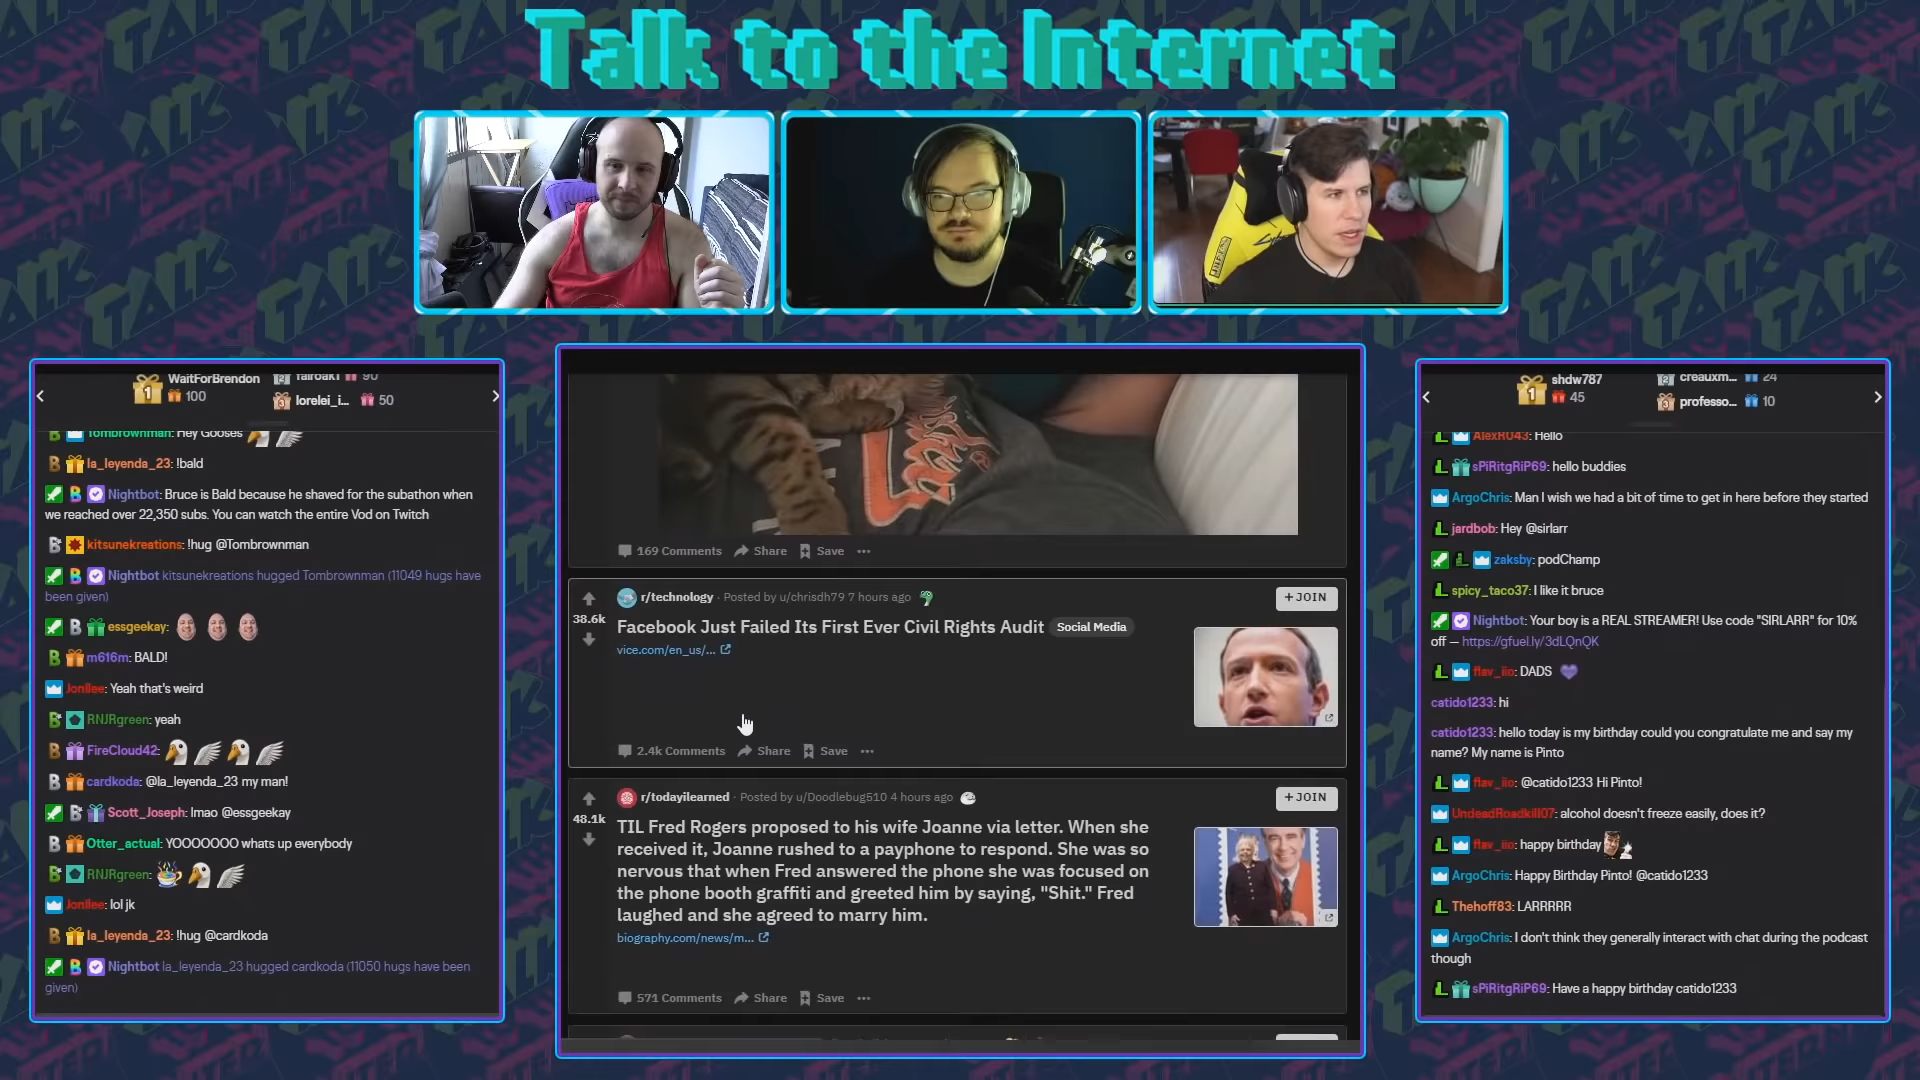 Talk to the Internet
WaitForBrendon
100
fairoak1 90
lorelei_i... 50
Tombrownman: Hey Gooses
la_leyenda_23: !bald
Nightbot: Bruce is Bald because he shaved for the subathon when
we reached over 22,350 subs. You can watch the entire Vod on Twitch
kitsunekreations: !hug @Tombrownman
Nightbot kitsunekreations hugged Tombrownman (11049 hugs have
been given)
essgeekay:
m616m: BALD!
Jonllee: Yeah that's weird
RNJRgreen: yeah
FireCloud42:
cardkoda: @la_leyenda_23 my man!
Scott_Joseph: lmao @essgeekay
Otter_actual: YOOOOOOO whats up everybody
RNJRgreen:
Jonllee: lol jk
la_leyenda_23: !hug @cardkoda
Nightbot la_leyenda_23 hugged cardkoda (11050 hugs have been
given)
169 Comments Share Save ...
r/technology · Posted by u/chrisdh79 7 hours ago
+ JOIN
38.6k
Facebook Just Failed Its First Ever Civil Rights Audit Social Media
vice.com/en_us/...
2.4k Comments Share Save ...
r/todayilearned · Posted by u/Doodlebug510 4 hours ago
+ JOIN
48.1k
TIL Fred Rogers proposed to his wife Joanne via letter. When she
received it, Joanne rushed to a payphone to respond. She was so
nervous that when Fred answered the phone she was focused on
the phone booth graffiti and greeted him by saying, "Shit." Fred
laughed and she agreed to marry him.
biography.com/news/m...
571 Comments Share Save ...
shdw787
45
creauxm... 24
professo... 10
AlexR043: Hello
sPiRitgRiP69: hello buddies
ArgoChris: Man I wish we had a bit of time to get in here before they started
jardbob: Hey @sirlarr
zaksby: podChamp
spicy_taco37: I like it bruce
Nightbot: Your boy is a REAL STREAMER! Use code "SIRLARR" for 10%
off — https://gfuel.ly/3dLQnQK
flav_iio: DADS
catido1233: hi
catido1233: hello today is my birthday could you congratulate me and say my
name? My name is Pinto
flav_iio: @catido1233 Hi Pinto!
UndeadRoadkill07: alcohol doesn't freeze easily, does it?
flav_iio: happy birthday
ArgoChris: Happy Birthday Pinto! @catido1233
Thehoff83: LARRRRR
ArgoChris: I don't think they generally interact with chat during the podcast
though
sPiRitgRiP69: Have a happy birthday catido1233